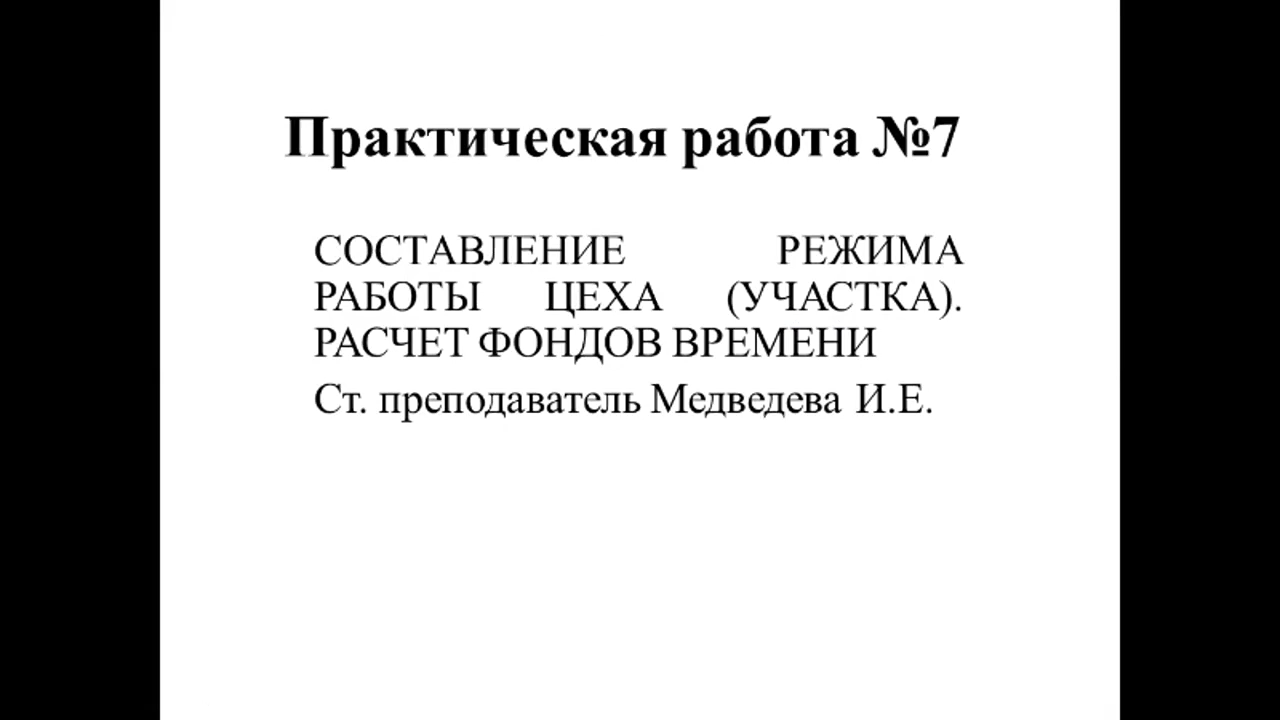 Практическая работа №7
СОСТАВЛЕНИЕ РЕЖИМА
РАБОТЫ ЦЕХА (УЧАСТКА).
РАСЧЕТ ФОНДОВ ВРЕМЕНИ
Ст. преподаватель Медведева И.Е.